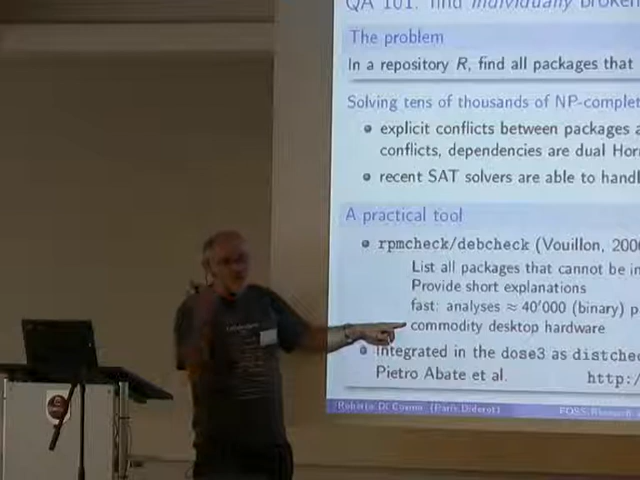 QA 101: find individually broken
The problem
In a repository R, find all packages that
Solving tens of thousands of NP-complet
explicit conflicts between packages a
conflicts, dependencies are dual Hor
recent SAT solvers are able to handl
A practical tool
rpmcheck/debcheck (Vouillon, 2006
List all packages that cannot be in
Provide short explanations
fast: analyses ≈ 40'000 (binary) p
commodity desktop hardware
integrated in the dose3 as distchec
Pietro Abate et al. http:/
Roberto Di Cosmo (Paris Diderot) FOSS